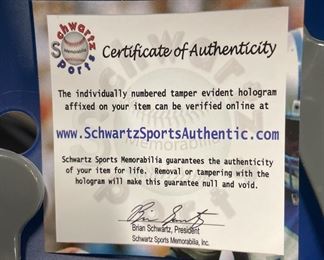 Schwartz
Sports
Certificate of Authenticity
The individually numbered tamper evident hologram
affixed on your item can be verified online at
www.SchwartzSportsAuthentic.com
Schwartz Sports Memorabilia guarantees the authenticity
of your item for life. Removal or tampering with the
hologram will make this guarantee null and void.
Brian Schwartz, President
Schwartz Sports Memorabilia, Inc.